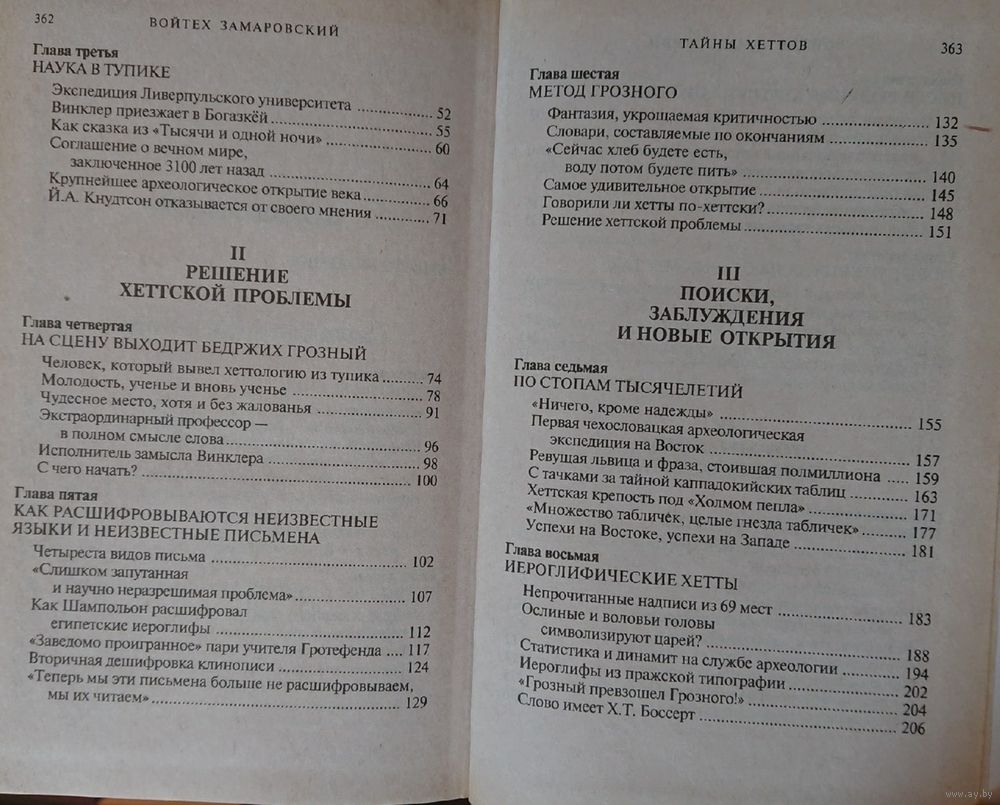 362
ВОЙТЕХ ЗАМАРОВСКИЙ
Глава третья
НАУКА В ТУПИКЕ
Экспедиция Ливерпульского университета ........ 52
Винклер приезжает в Богазкёй ........ 55
Как сказка из «Тысячи и одной ночи» ........ 60
Соглашение о вечном мире,
заключенное 3100 лет назад ........ 64
Крупнейшее археологическое открытие века ........ 66
Й.А. Кнудтсон отказывается от своего мнения ........ 71
II
РЕШЕНИЕ
ХЕТТСКОЙ ПРОБЛЕМЫ
Глава четвертая
НА СЦЕНУ ВЫХОДИТ БЕДРЖИХ ГРОЗНЫЙ
Человек, который вывел хеттологию из тупика ........ 74
Молодость, ученье и вновь ученье ........ 78
Чудесное место, хотя и без жалованья ........ 91
Экстраординарный профессор —
в полном смысле слова ........ 96
Исполнитель замысла Винклера ........ 98
С чего начать? ........ 100
Глава пятая
КАК РАСШИФРОВЫВАЮТСЯ НЕИЗВЕСТНЫЕ
ЯЗЫКИ И НЕИЗВЕСТНЫЕ ПИСЬМЕНА
Четыреста видов письма ........ 102
«Слишком запутанная
и научно неразрешимая проблема» ........ 107
Как Шампольон расшифровал
египетские иероглифы ........ 112
«Заведомо проигранное» пари учителя Гротефенда .... 117
Вторичная дешифровка клинописи ........ 124
«Теперь мы эти письмена больше не расшифровываем,
мы их читаем» ........ 129
ТАЙНЫ ХЕТТОВ
363
Глава шестая
МЕТОД ГРОЗНОГО
Фантазия, укрощаемая критичностью ........ 132
Словари, составляемые по окончаниям ........ 135
«Сейчас хлеб будете есть,
воду потом будете пить» ........ 140
Самое удивительное открытие ........ 145
Говорили ли хетты по-хеттски? ........ 148
Решение хеттской проблемы ........ 151
III
ПОИСКИ,
ЗАБЛУЖДЕНИЯ
И НОВЫЕ ОТКРЫТИЯ
Глава седьмая
ПО СТОПАМ ТЫСЯЧЕЛЕТИЙ
«Ничего, кроме надежды» ........ 155
Первая чехословацкая археологическая
экспедиция на Восток ........ 157
Ревущая львица и фраза, стоившая полмиллиона ..... 159
С тачками за тайной каппадокийских таблиц ........ 163
Хеттская крепость под «Холмом пепла» ........ 171
«Множество табличек, целые гнезда табличек» ........ 177
Успехи на Востоке, успехи на Западе ........ 181
Глава восьмая
ИЕРОГЛИФИЧЕСКИЕ ХЕТТЫ
Непрочитанные надписи из 69 мест ........ 183
Ослиные и воловьи головы
символизируют царей? ........ 188
Статистика и динамит на службе археологии ........ 194
Иероглифы из пражской типографии ........ 202
«Грозный превзошел Грозного!» ........ 204
Слово имеет Х.Т. Боссерт ........ 206
www.ay.by